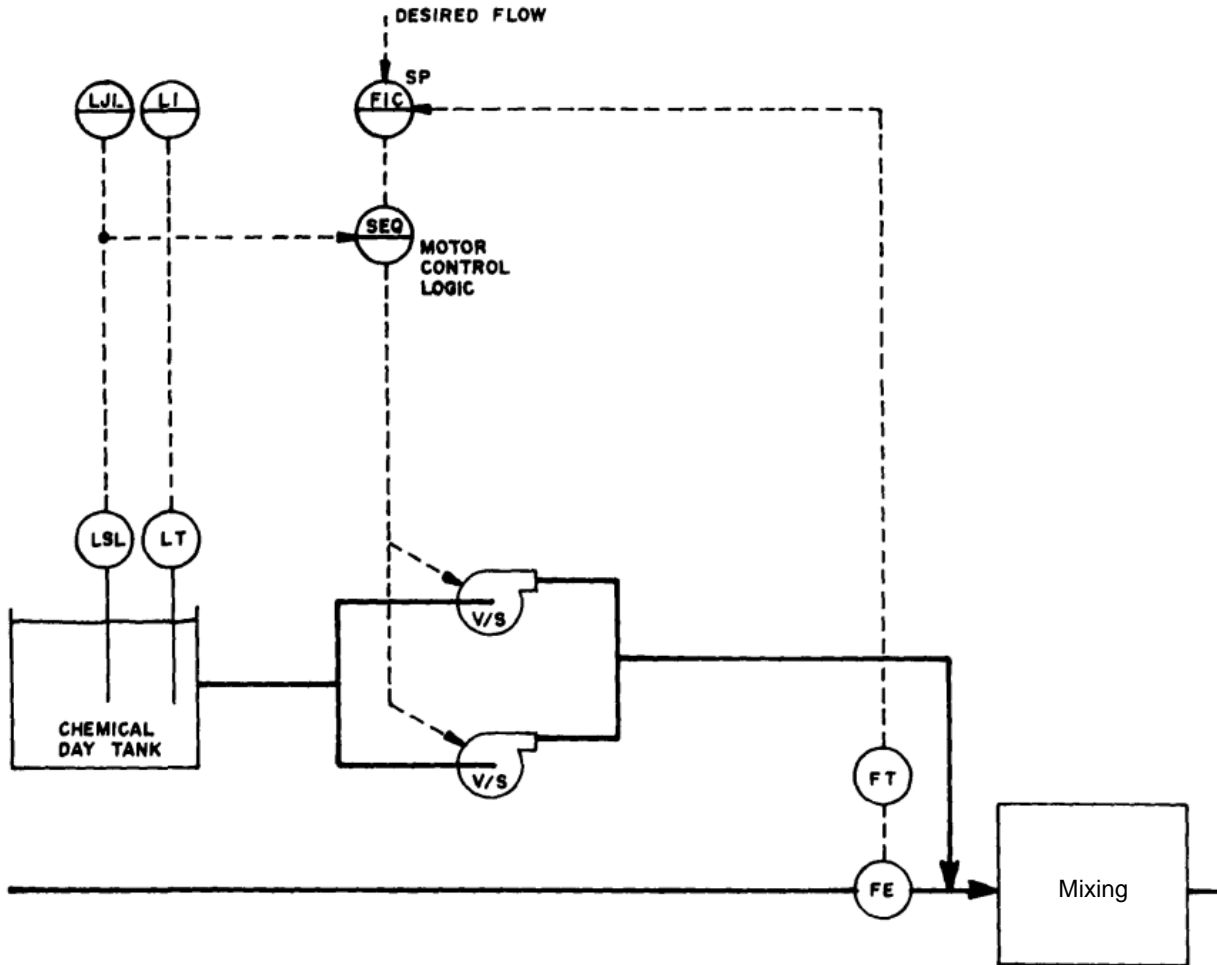 DESIRED FLOW
SP
LJL
LI
FIC
SEQ
MOTOR
CONTROL
LOGIC
LSL
LT
V/S
CHEMICAL
DAY TANK
V/S
FT
FE
Mixing